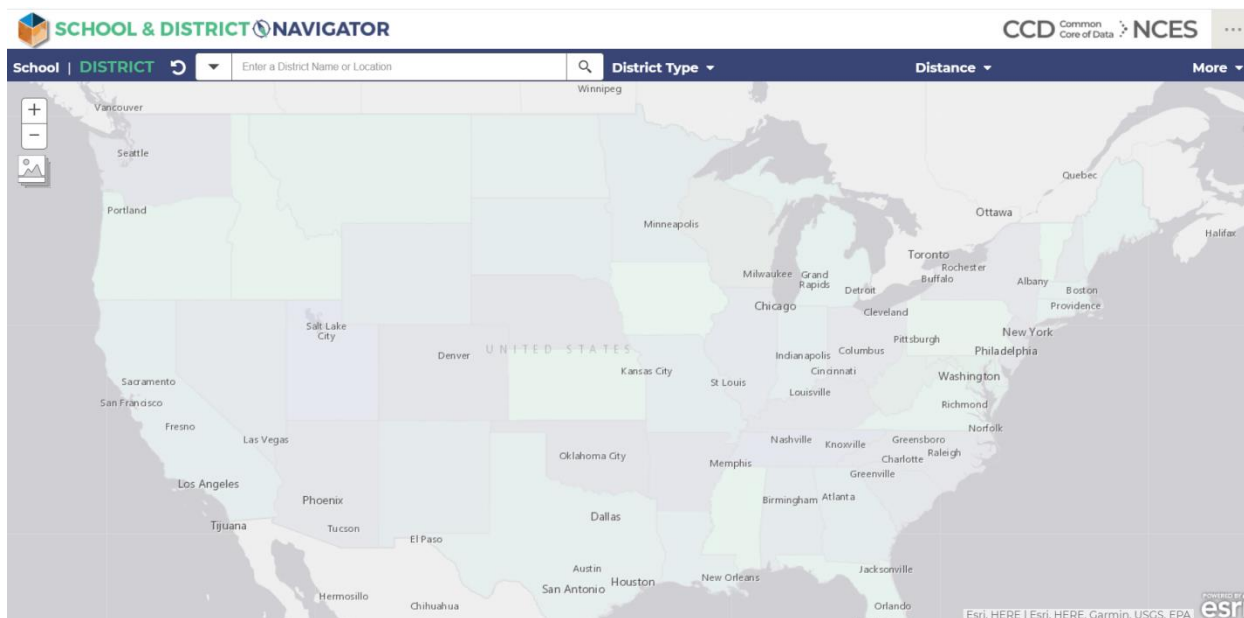 SCHOOL & DISTRICT NAVIGATOR
CCD Common Core of Data NCES
School | DISTRICT
Enter a District Name or Location
District Type
Distance
More
Winnipeg
Vancouver
Seattle
Quebec
Portland
Ottawa
Minneapolis
Halifax
Toronto
Rochester
Milwaukee
Grand Rapids
Buffalo
Detroit
Albany
Boston
Chicago
Providence
Cleveland
Salt Lake City
New York
Pittsburgh
Denver
UNITED STATES
Indianapolis
Columbus
Philadelphia
Kansas City
Cincinnati
Washington
Sacramento
St Louis
Louisville
San Francisco
Richmond
Fresno
Norfolk
Las Vegas
Nashville
Knoxville
Greensboro
Raleigh
Oklahoma City
Memphis
Charlotte
Greenville
Los Angeles
Phoenix
Birmingham
Atlanta
Dallas
Tijuana
Tucson
El Paso
Austin
Jacksonville
San Antonio
Houston
New Orleans
Hermosillo
Chihuahua
Orlando
Esri, HERE | Esri, HERE, Garmin, USGS, EPA
POWERED BY
esri